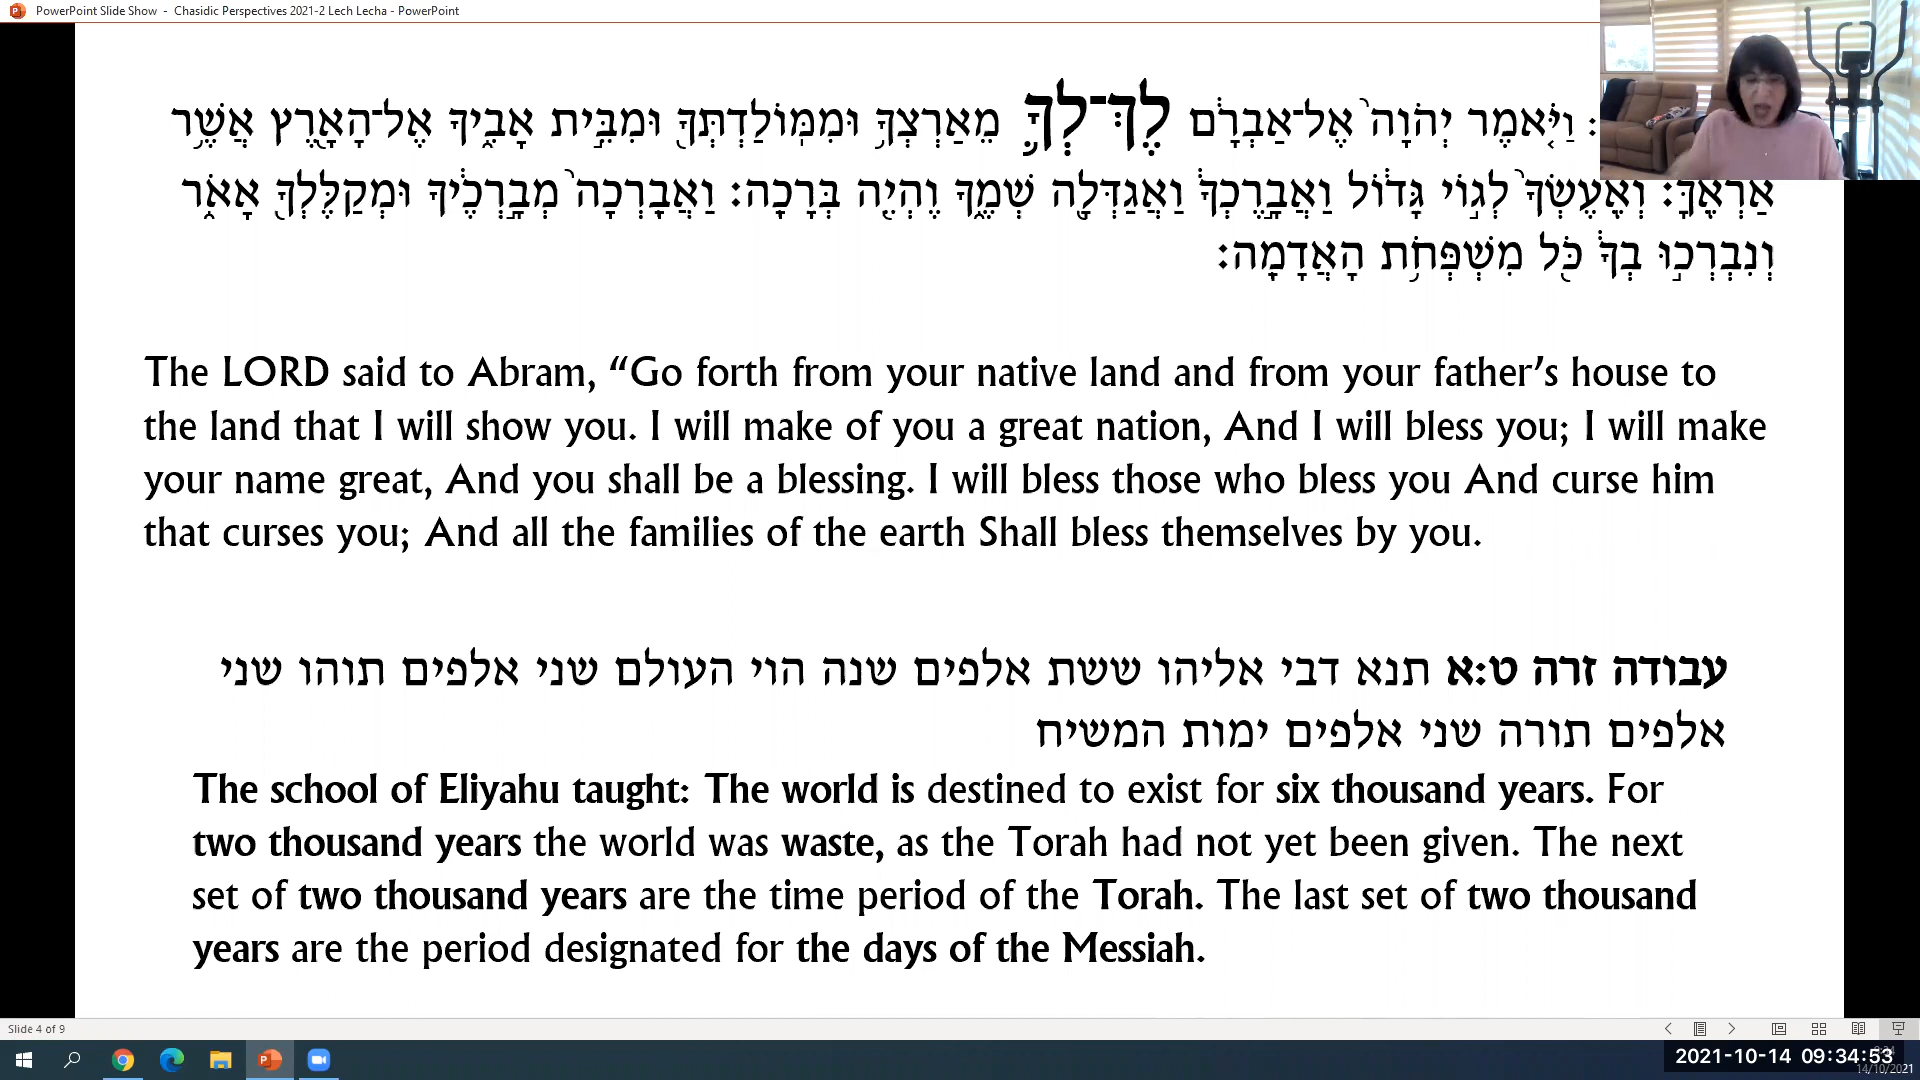 PowerPoint Slide Show - Chasidic Perspectives 2021-2 Lech Lecha - PowerPoint
: וַיֹּ֤אמֶר יְהֹוָה֙ אֶל־אַבְרָ֔ם לֶךְ־לְךָ֛ מֵאַרְצְךָ֥ וּמִמּֽוֹלַדְתְּךָ֖ וּמִבֵּ֣ית אָבִ֑יךָ אֶל־הָאָ֖רֶץ אֲשֶׁ֥ר
אַרְאֶֽךָּ׃ וְאֶֽעֶשְׂךָ֙ לְג֣וֹי גָּד֔וֹל וַאֲבָ֣רֶכְךָ֔ וַאֲגַדְּלָ֖ה שְׁמֶ֑ךָ וֶהְיֵ֖ה בְּרָכָֽה׃ וַאֲבָֽרְכָה֙ מְבָ֣רְכֶ֔יךָ וּמְקַלֶּלְךָ֖ אָאֹ֑ר
וְנִבְרְכ֣וּ בְךָ֔ כֹּ֖ל מִשְׁפְּחֹ֥ת הָאֲדָמָֽה׃
The LORD said to Abram, “Go forth from your native land and from your father’s house to
the land that I will show you. I will make of you a great nation, And I will bless you; I will make
your name great, And you shall be a blessing. I will bless those who bless you And curse him
that curses you; And all the families of the earth Shall bless themselves by you.
עבודה זרה ט:א תנא דבי אליהו ששת אלפים שנה הוי העולם שני אלפים תוהו שני
אלפים תורה שני אלפים ימות המשיח
The school of Eliyahu taught: The world is destined to exist for six thousand years. For
two thousand years the world was waste, as the Torah had not yet been given. The next
set of two thousand years are the time period of the Torah. The last set of two thousand
years are the period designated for the days of the Messiah.
Slide 4 of 9
2021-10-14 09:34:53
14/10/2021